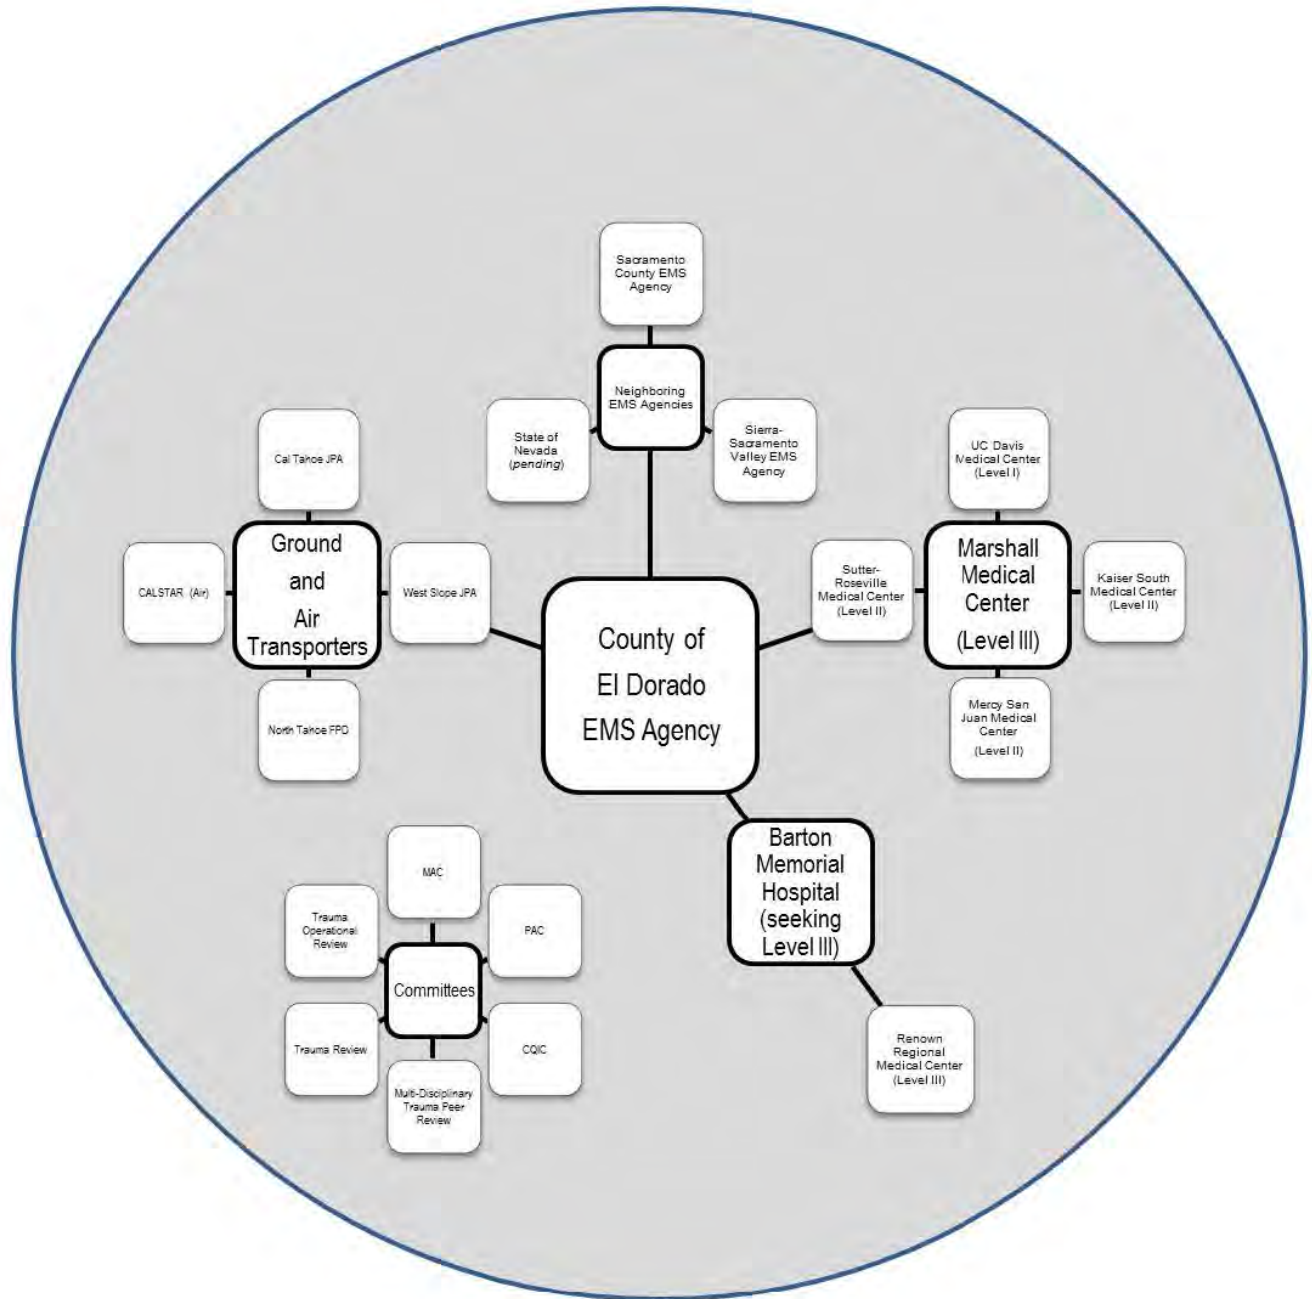 Sacramento
County EMS
Agency
Neighboring
EMS Agencies
State of
Nevada
(pending)
Sierra-
Sacramento
Valley EMS
Agency
Cal Tahoe JPA
Ground
and
Air
Transporters
CALSTAR (Air)
West Slope JPA
North Tahoe FPD
UC Davis
Medical Center
(Level I)
Sutter-
Roseville
Medical Center
(Level II)
Marshall
Medical
Center
(Level III)
Kaiser South
Medical Center
(Level II)
Mercy San
Juan Medical
Center
(Level II)
County of
El Dorado
EMS Agency
Barton
Memorial
Hospital
(seeking
Level III)
Renown
Regional
Medical Center
(Level III)
MAC
Trauma
Operational
Review
PAC
Committees
Trauma Review
CQIC
Multi-Disciplinary
Trauma Peer
Review